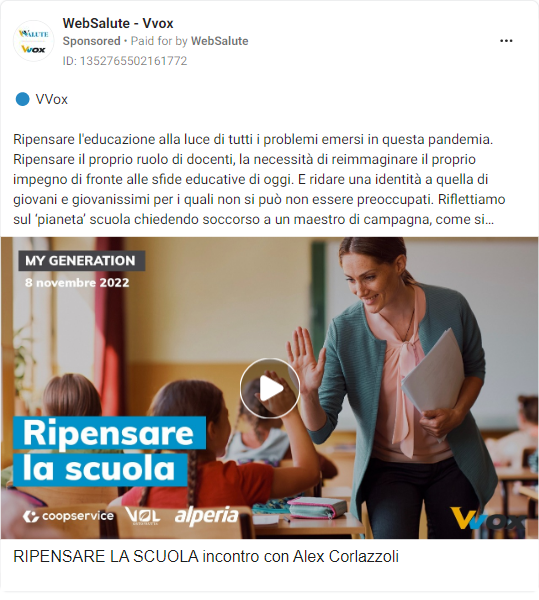 WebSalute - Vvox
Sponsored • Paid for by WebSalute
ID: 1352765502161772
VVox
Ripensare l'educazione alla luce di tutti i problemi emersi in questa pandemia.
Ripensare il proprio ruolo di docenti, la necessità di reimmaginare il proprio
impegno di fronte alle sfide educative di oggi. E ridare una identità a quella di
giovani e giovanissimi per i quali non si può non essere preoccupati. Riflettiamo
sul ‘pianeta’ scuola chiedendo soccorso a un maestro di campagna, come si...
MY GENERATION
8 novembre 2022
Ripensare
la scuola
coopservice VOL alperia
Vvox
RIPENSARE LA SCUOLA incontro con Alex Corlazzoli